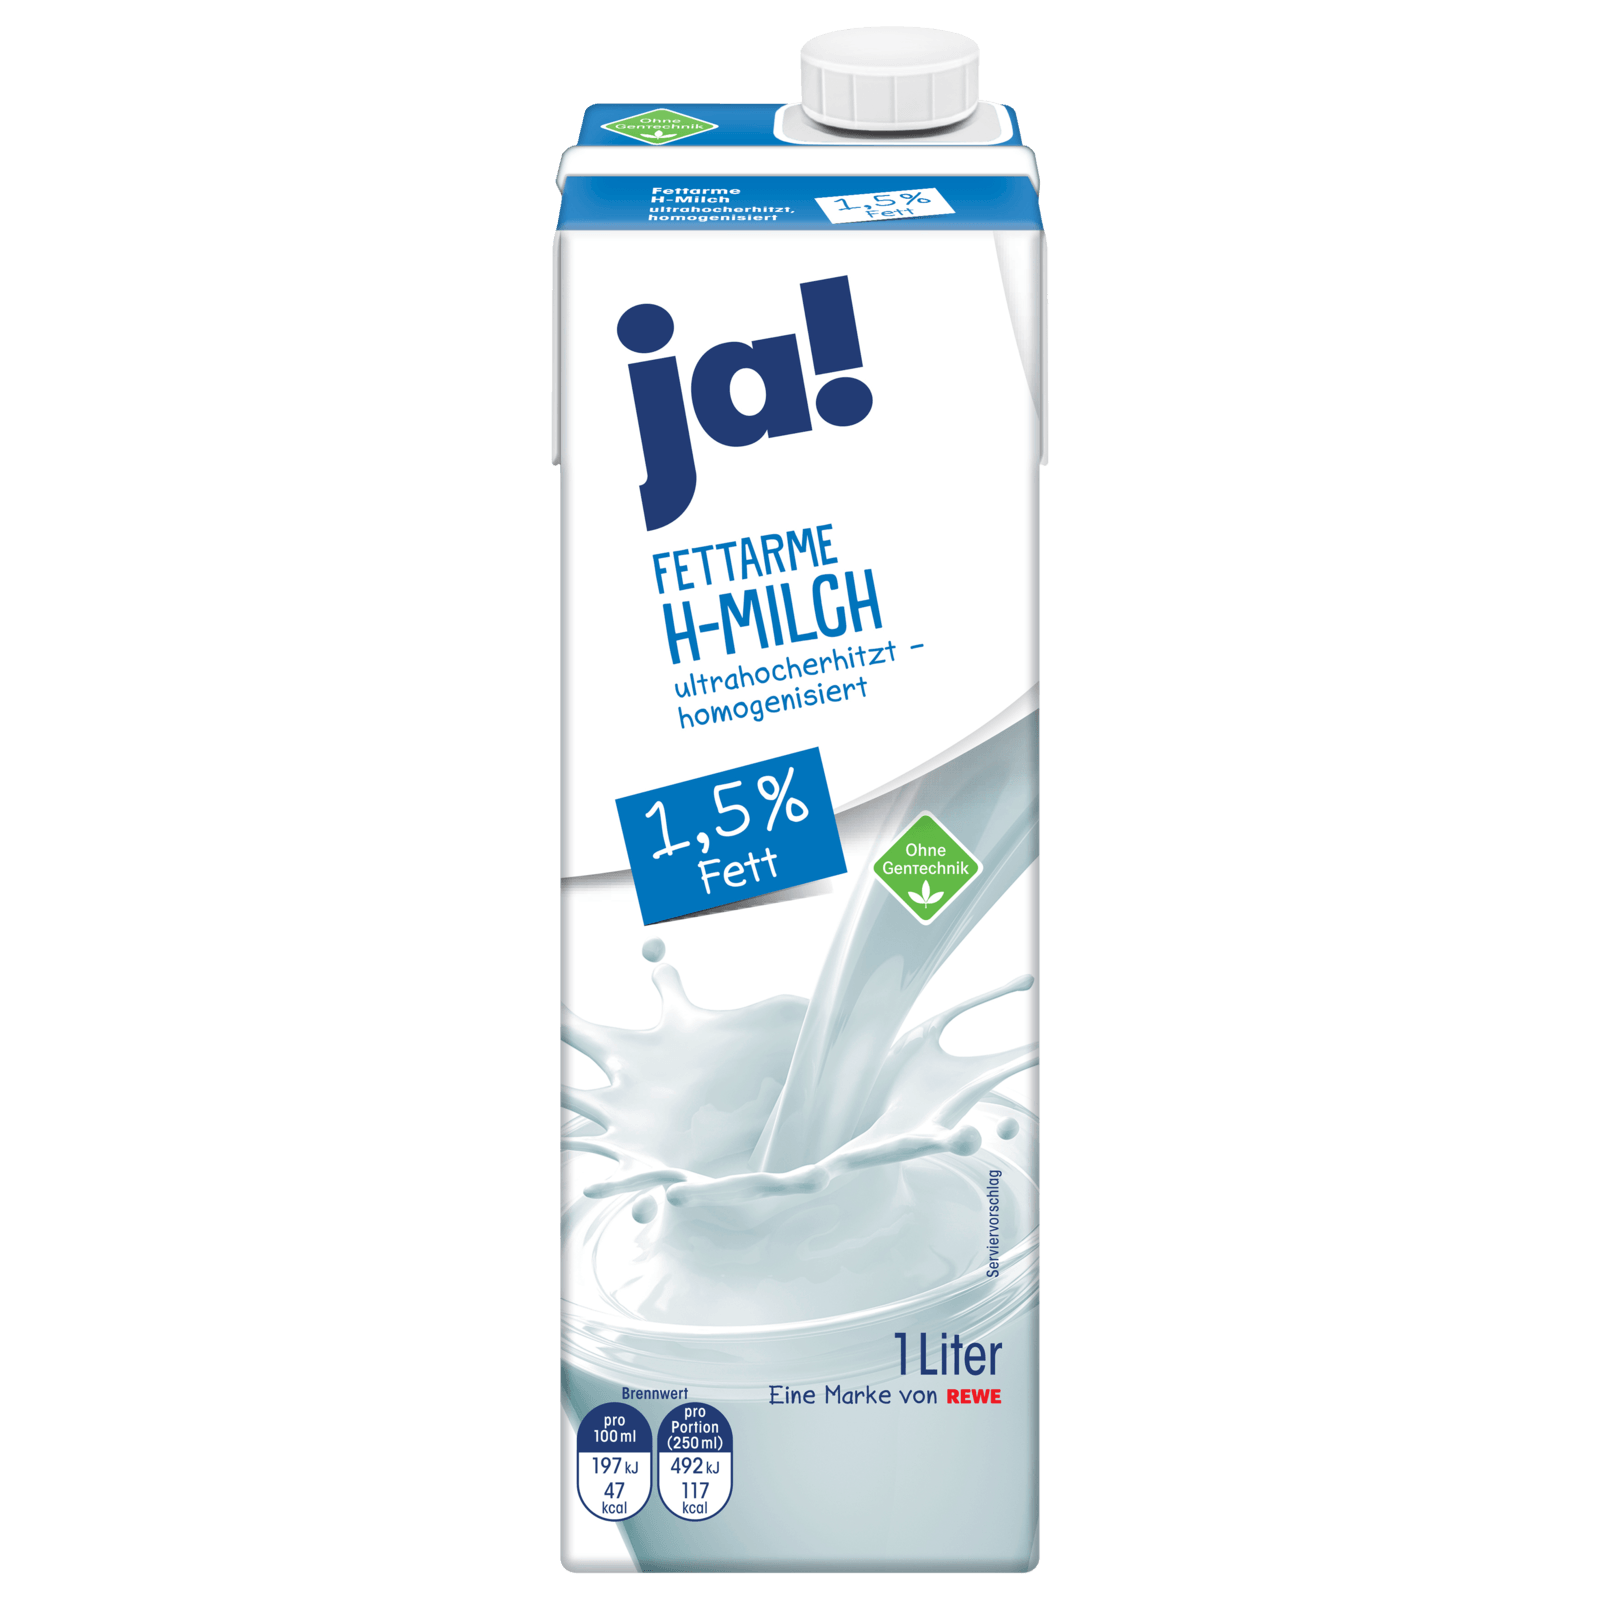 Ohne
GenTechnik
Fettarme
H-Milch
ultrahocherhitzt,
homogenisiert
1,5%
Fett
ja!
FETTARME
H-MILCH
ultrahocherhitzt –
homogenisiert
1,5%
Fett
Ohne
GenTechnik
Serviervorschlag
1 Liter
Eine Marke von REWE
Brennwert
pro
100 ml
197 kJ
47
kcal
pro
Portion
(250 ml)
492 kJ
117
kcal